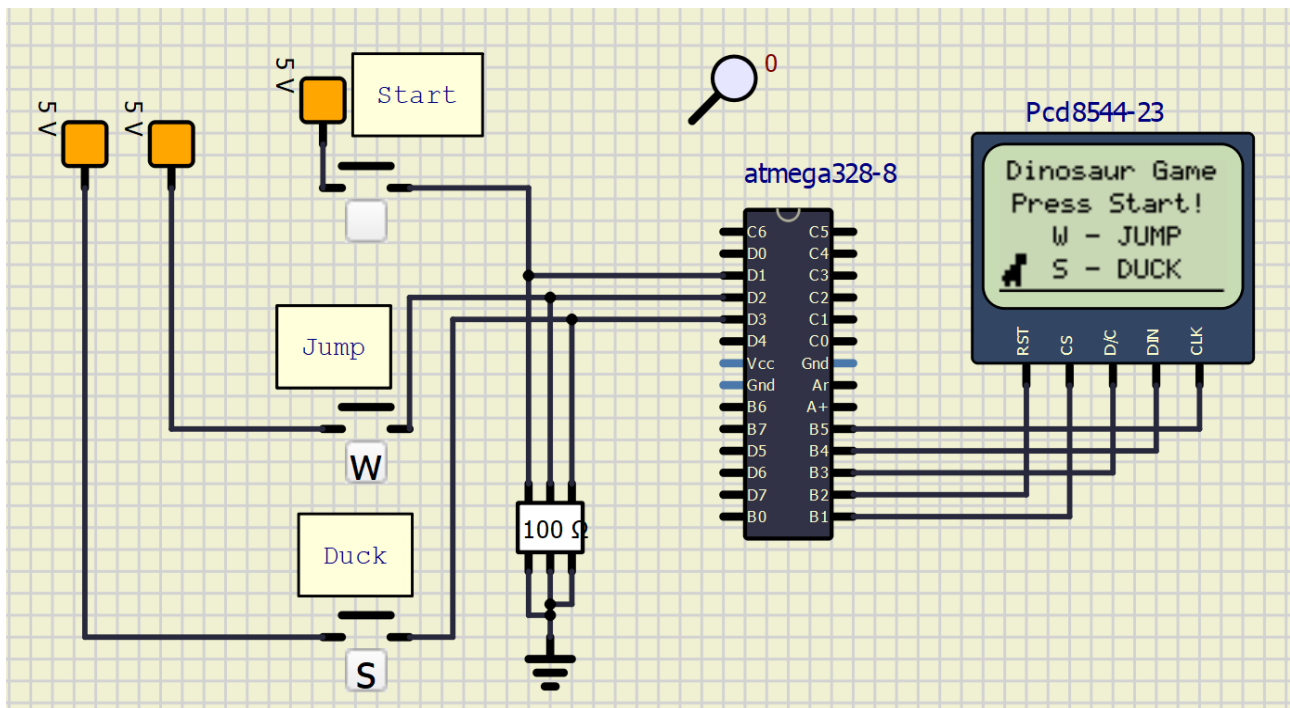 5 V
5 V
5 V
Start
0
Pcd8544-23
Dinosaur Game
Press Start!
W - JUMP
S - DUCK
RST
CS
D/C
DIN
CLK
atmega328-8
C6 C5
D0 C4
D1 C3
D2 C2
D3 C1
D4 C0
Vcc Gnd
Gnd Ar
B6 A+
B7 B5
D5 B4
D6 B3
D7 B2
B0 B1
Jump
W
100 Ω
Duck
S